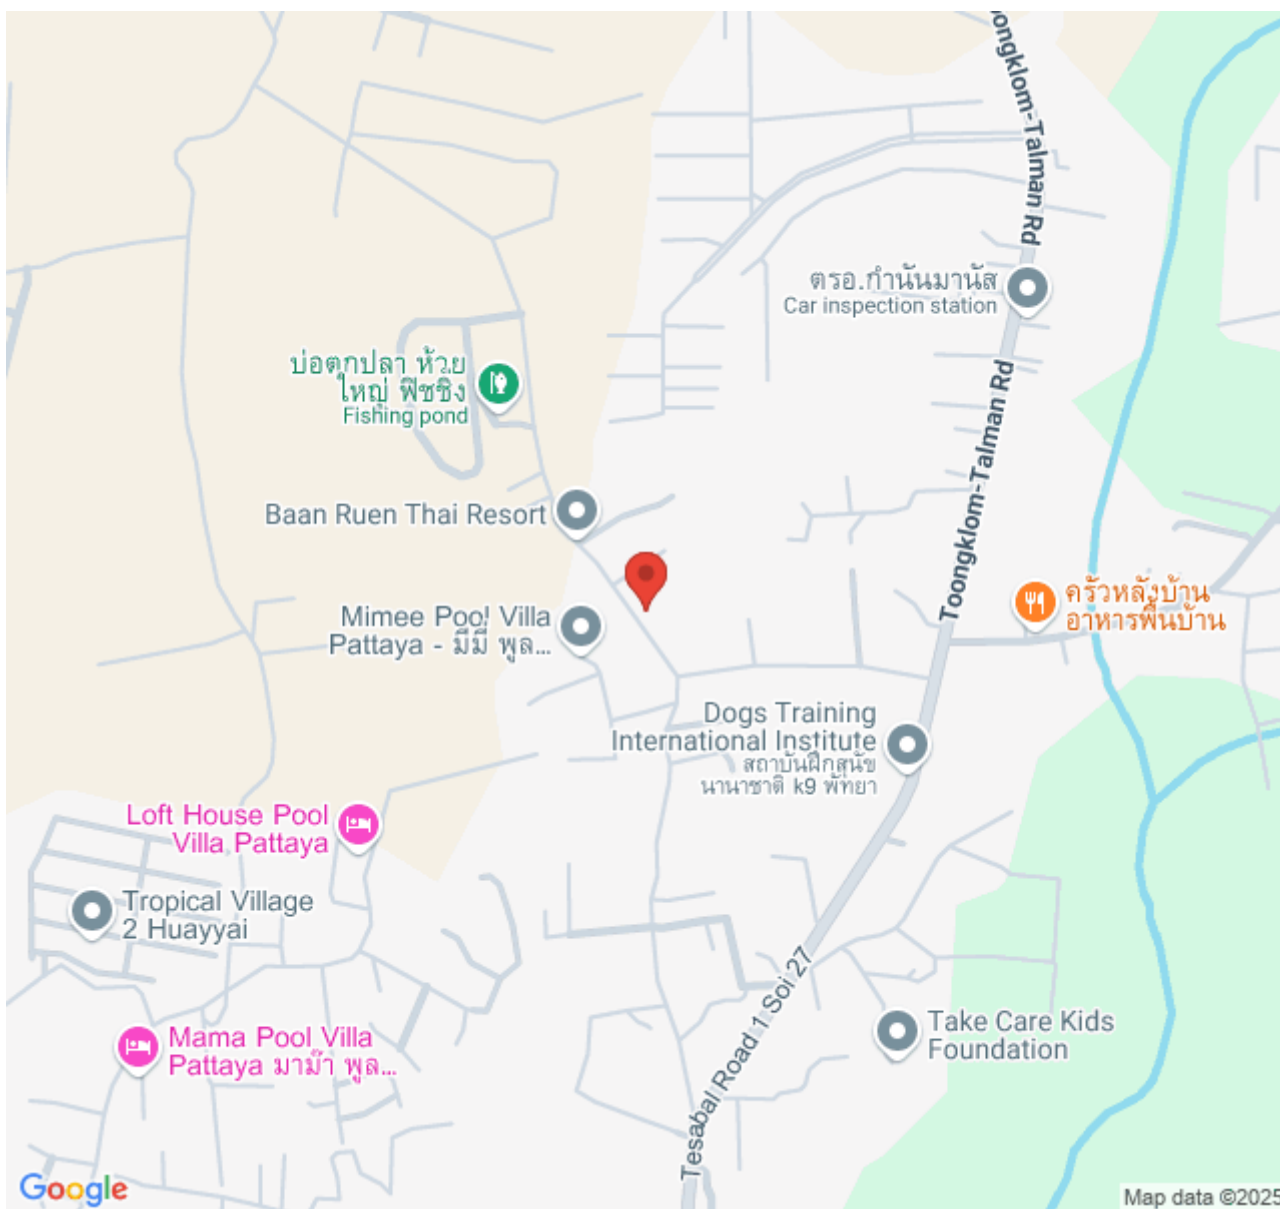 oongklom-Talman Rd
ตรอ.กำนันมานัส
Car inspection station
บ่อตกปลา ห้วย
ใหญ่ ฟิชชิง
Fishing pond
Toongklom-Talman Rd
Baan Ruen Thai Resort
ครัวหลังบ้าน
อาหารพื้นบ้าน
Mimee Pool Villa
Pattaya - มีมี่ พูล...
Dogs Training
International Institute
สถาบันฝึกสุนัข
นานาชาติ k9 พัทยา
Loft House Pool
Villa Pattaya
Tropical Village
2 Huayyai
Tesabal Road 1 Soi 27
Take Care Kids
Foundation
Mama Pool Villa
Pattaya มาม๊า พูล...
Google
Map data ©2025